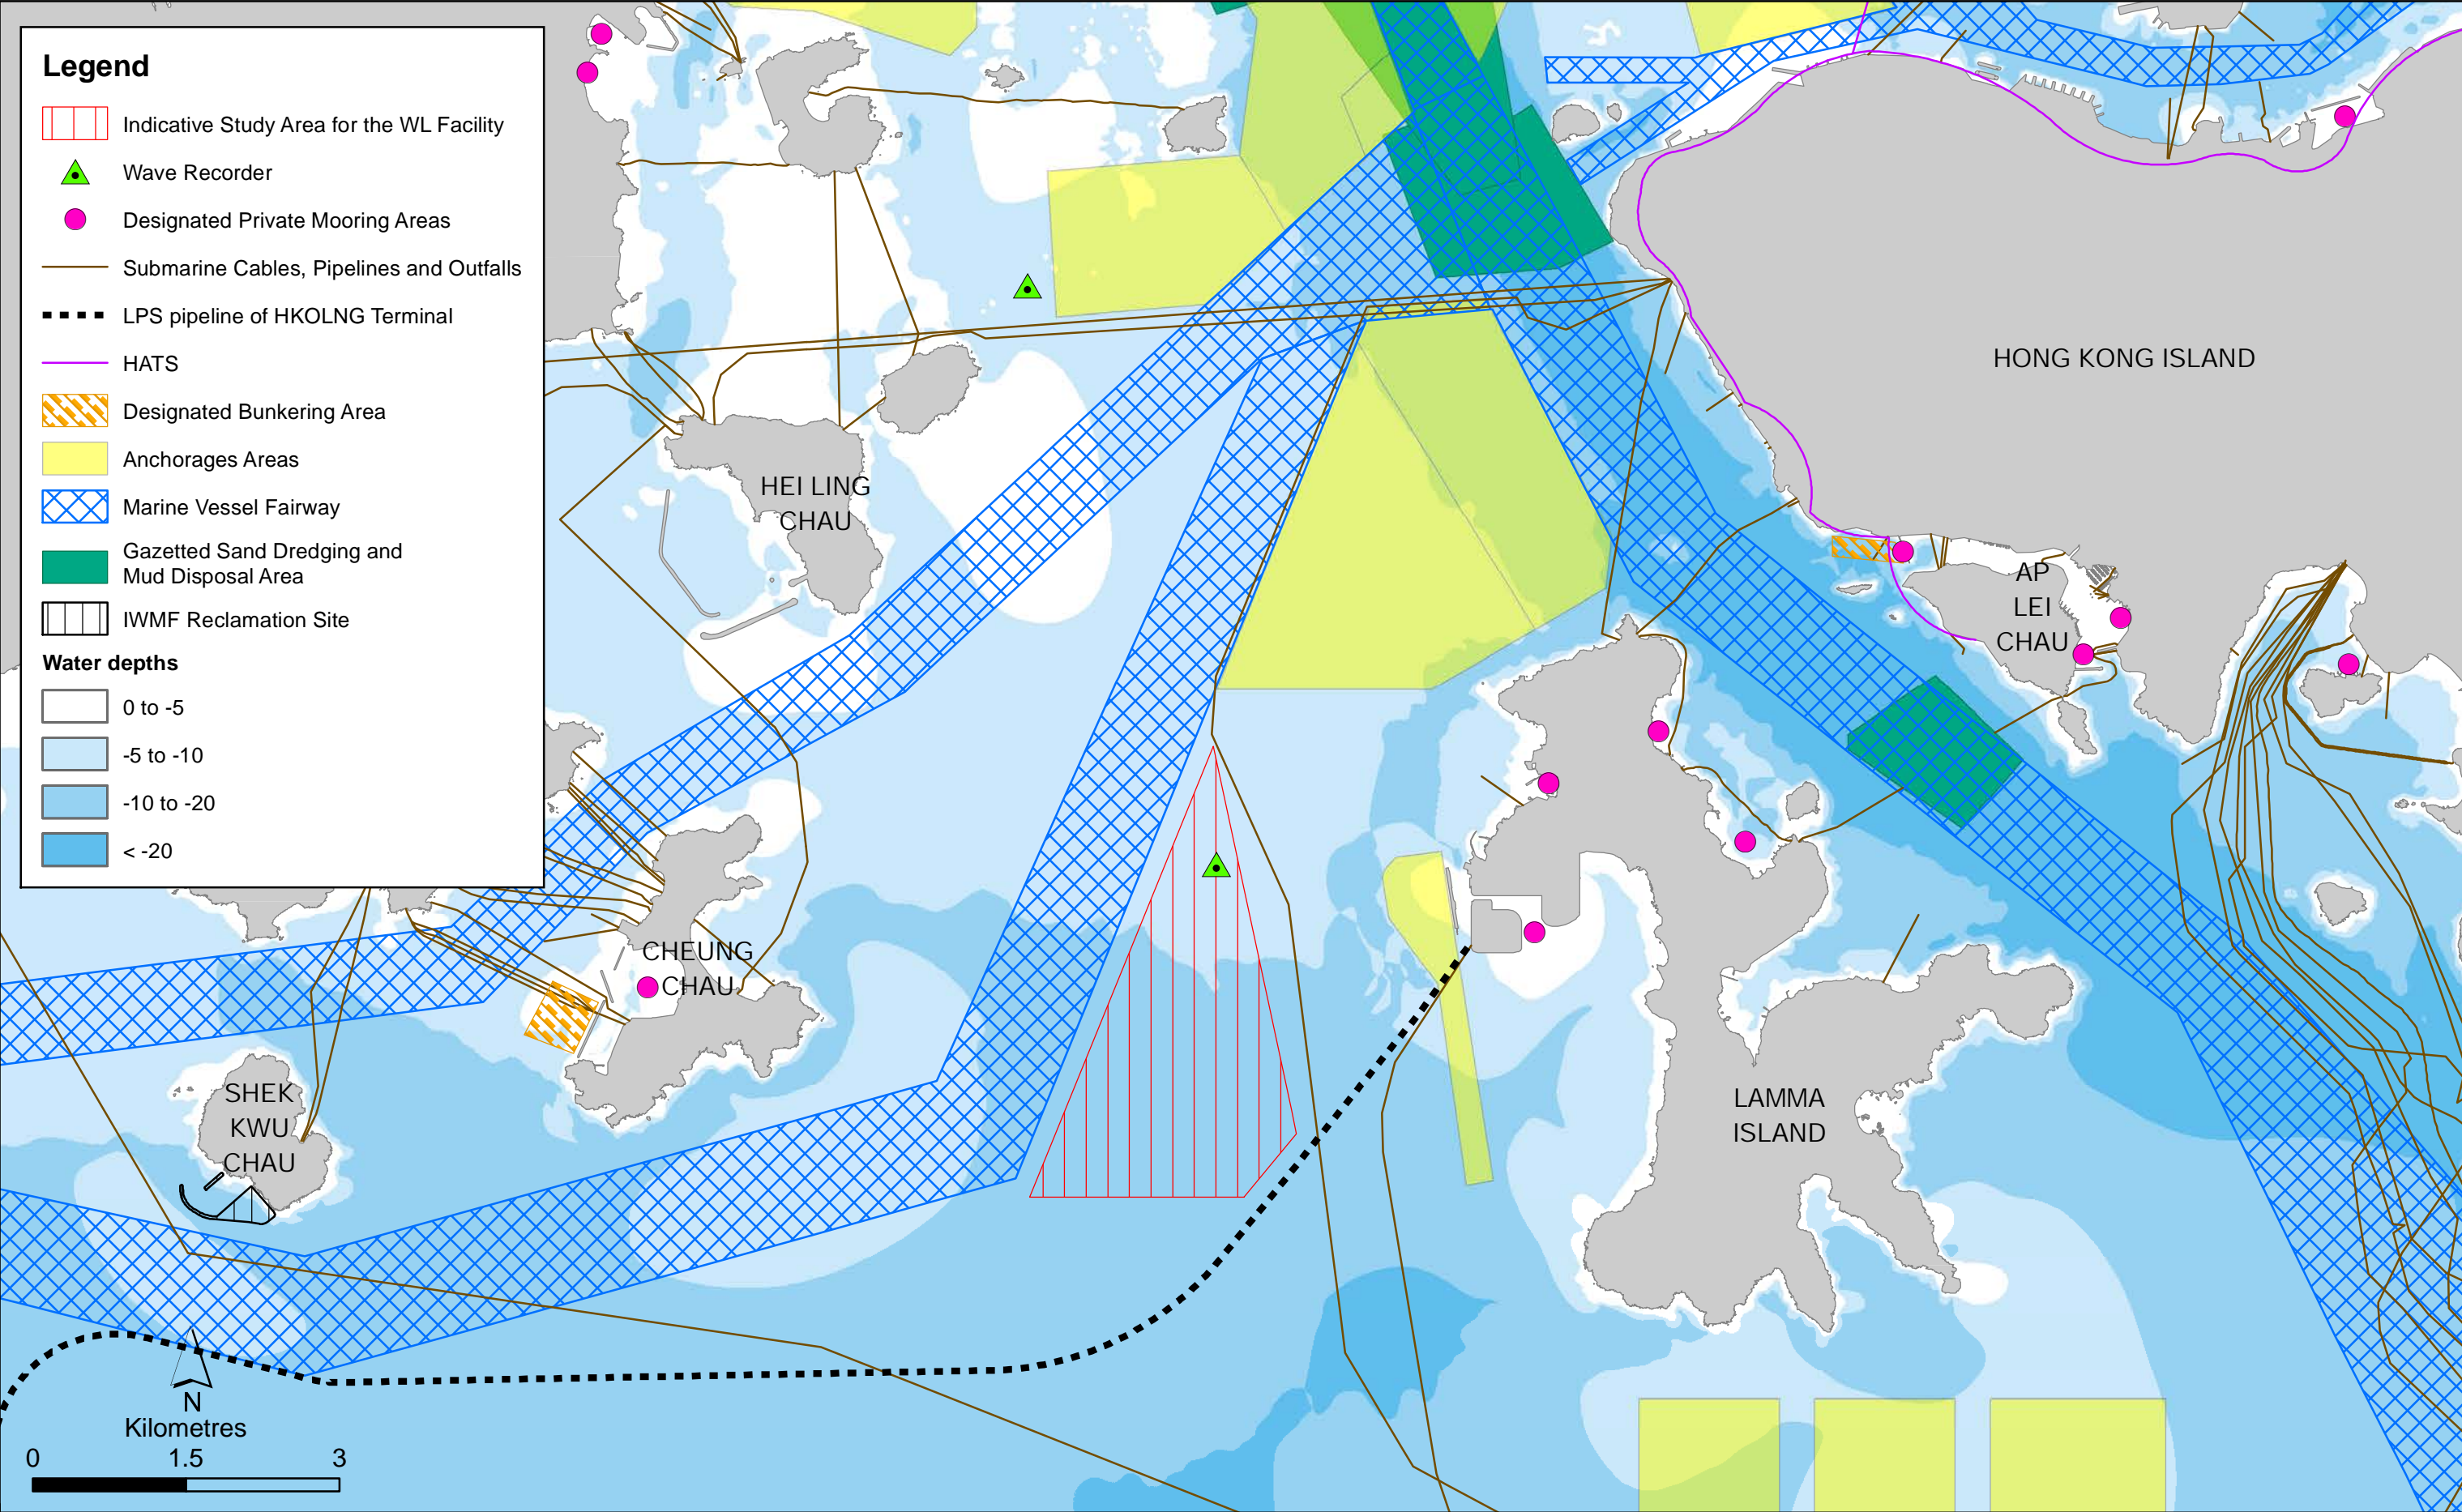 Legend
Indicative Study Area for the WL Facility
Wave Recorder
Designated Private Mooring Areas
Submarine Cables, Pipelines and Outfalls
LPS pipeline of HKOLNG Terminal
HATS
Designated Bunkering Area
Anchorages Areas
Marine Vessel Fairway
Gazetted Sand Dredging and
Mud Disposal Area
IWMF Reclamation Site
Water depths
0 to -5
-5 to -10
-10 to -20
< -20
HONG KONG ISLAND
HEI LING
CHAU
AP
LEI
CHAU
CHEUNG
CHAU
SHEK
KWU
CHAU
LAMMA
ISLAND
N
Kilometres
0 1.5 3